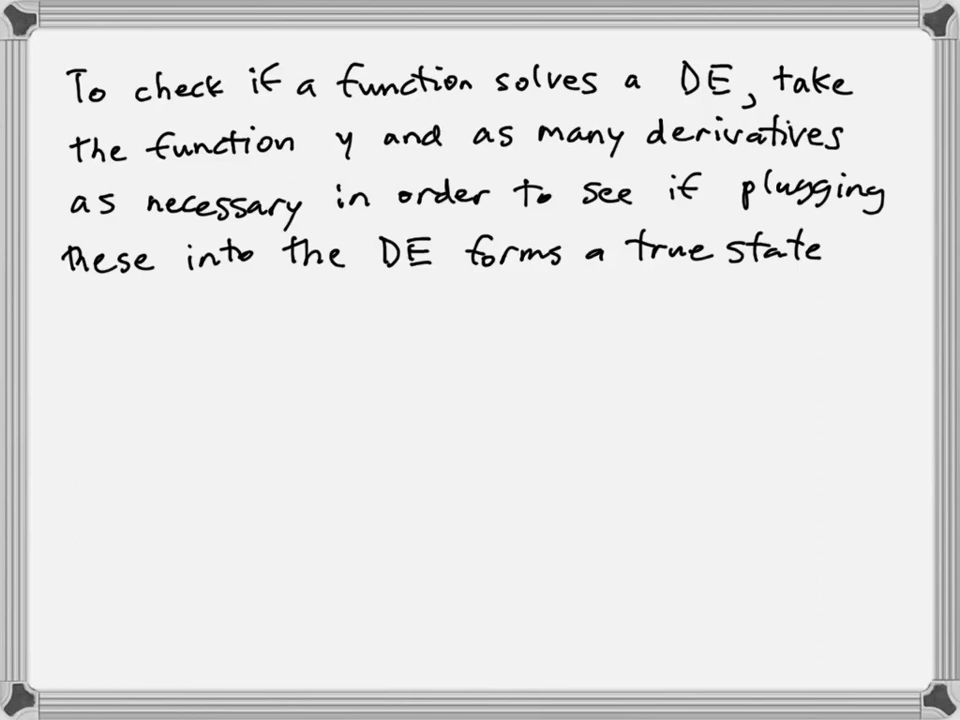 To check if a function solves a DE, take
the function y and as many derivatives
as necessary in order to see if plugging
these into the DE forms a true state